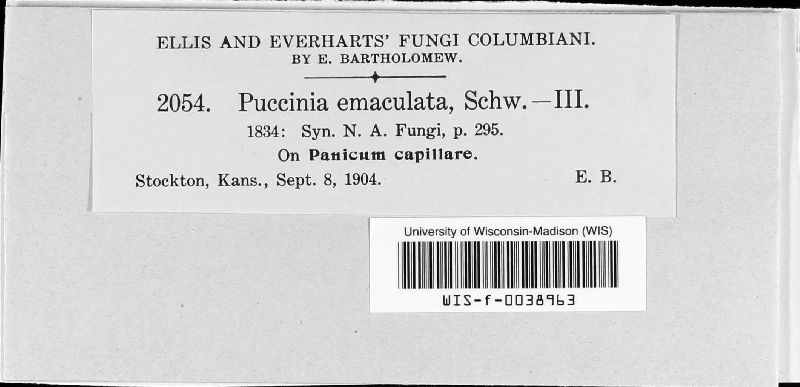 ELLIS AND EVERHARTS' FUNGI COLUMBIANI.
BY E. BARTHOLOMEW.
2054. Puccinia emaculata, Schw.—III.
1834: Syn. N. A. Fungi, p. 295.
On Panicum capillare.
Stockton, Kans., Sept. 8, 1904. E. B.
University of Wisconsin-Madison (WIS)
WIS-f-0038963